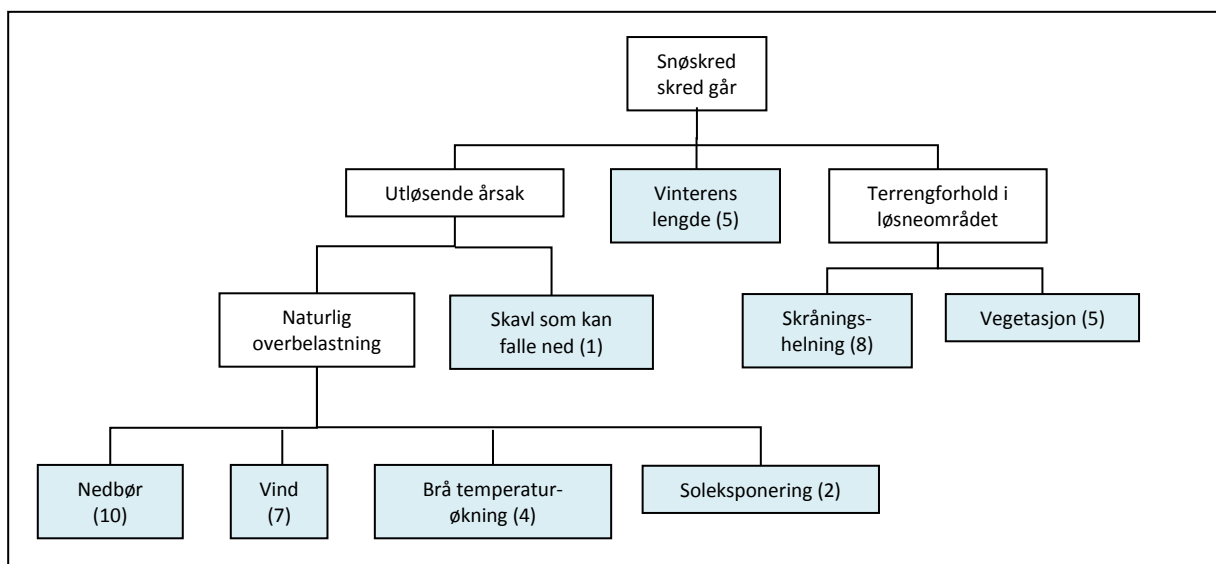 Snøskred
skred går
Utløsende årsak
Vinterens
lengde (5)
Terrengforhold i
løsneområdet
Naturlig
overbelastning
Skavl som kan
falle ned (1)
Skrånings-
helning (8)
Vegetasjon (5)
Nedbør
(10)
Vind
(7)
Brå temperatur-
økning (4)
Soleksponering (2)